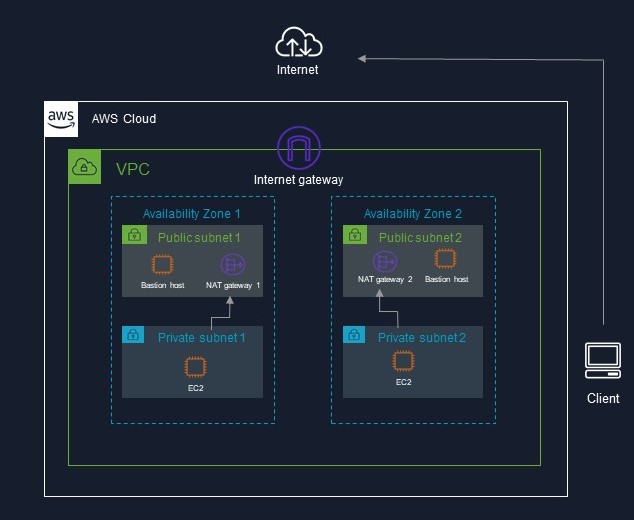 Internet
aws
AWS Cloud
VPC
Internet gateway
Availability Zone 1
Public subnet 1
Bastion host
NAT gateway 1
Private subnet 1
EC2
Availability Zone 2
Public subnet 2
NAT gateway 2
Bastion host
Private subnet 2
EC2
Client